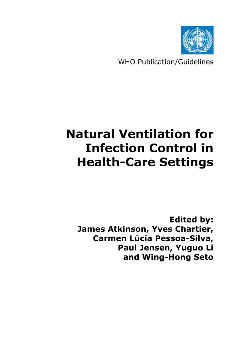 WHO Publication/Guidelines
Natural Ventilation for
Infection Control in
Health-Care Settings
Edited by:
James Atkinson, Yves Chartier,
Carmen Lúcia Pessoa-Silva,
Paul Jensen, Yuguo Li
and Wing-Hong Seto